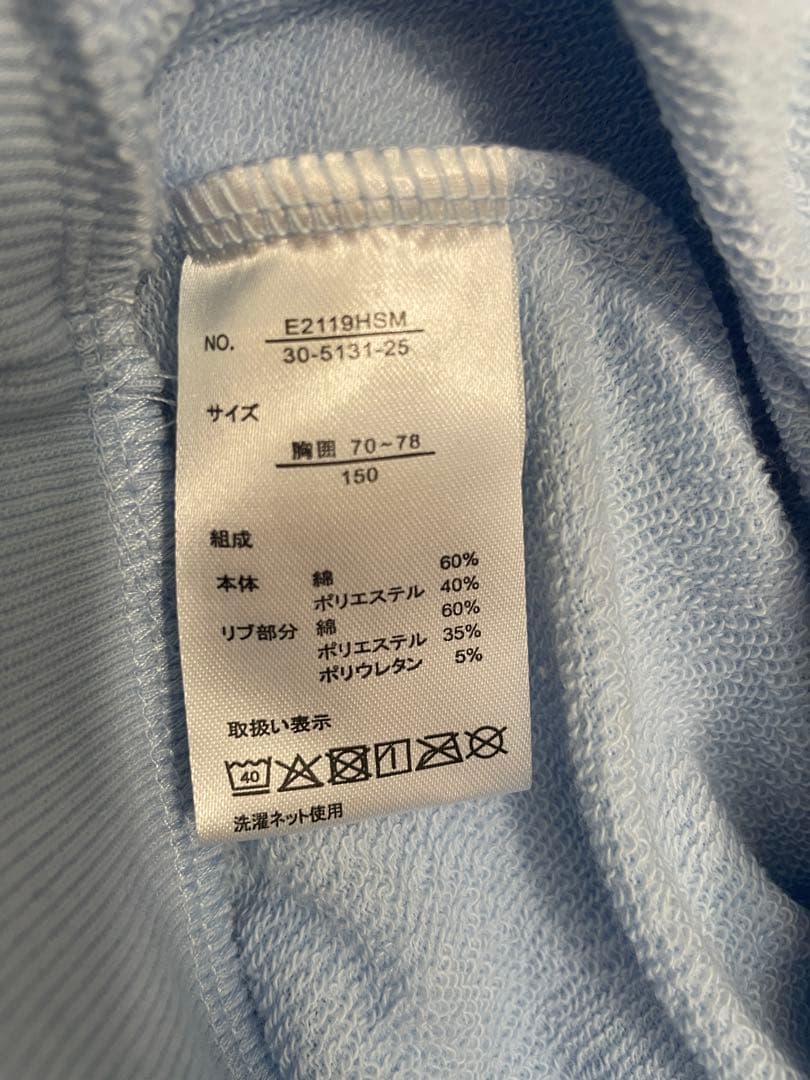 NO. E2119HSM
30-5131-25
サイズ
胸囲 70~78
150
組成
本体 綿 60%
ポリエステル 40%
リブ部分 綿 60%
ポリエステル 35%
ポリウレタン 5%
取扱い表示
40
洗濯ネット使用